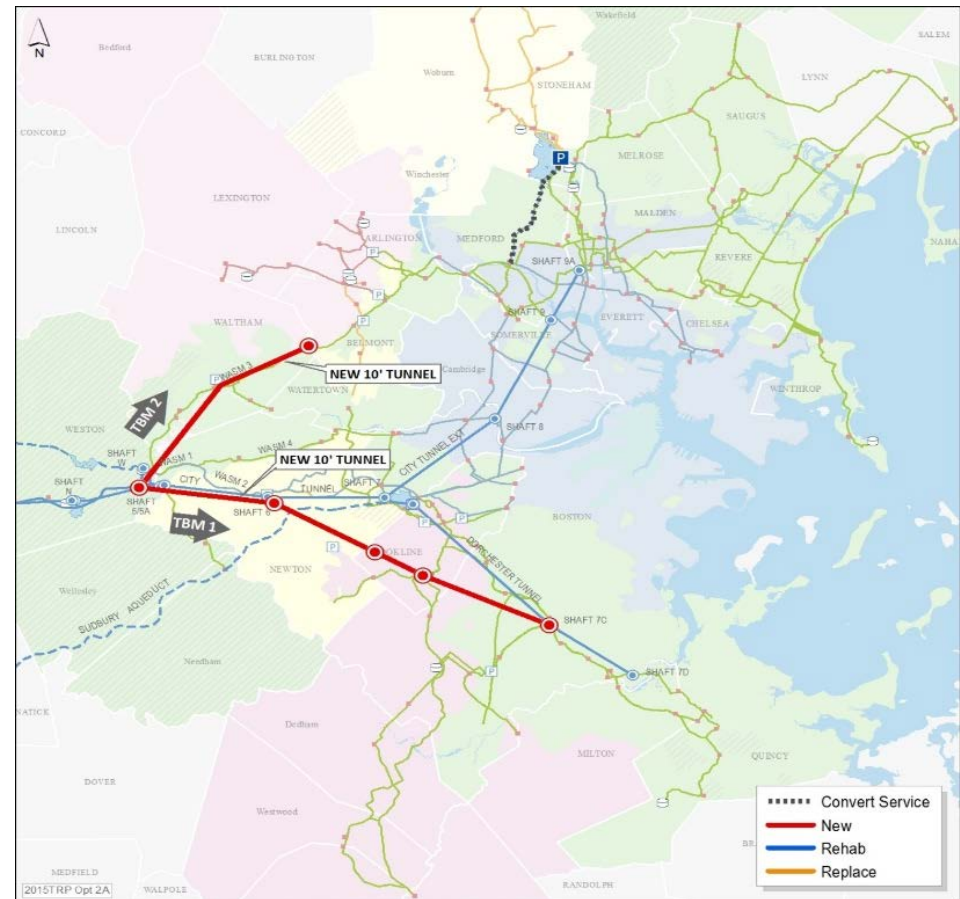 Wakefield
N
Bedford
BURLINGTON
Woburn
STONEHAM
SALEM
LYNN
SAUGUS
CONCORD
P
MELROSE
Winchester
LEXINGTON
LINCOLN
ARLINGTON
MEDFORD
MALDEN
SHAFT 9A
REVERE
NAHA
WALTHAM
SHAFT 9
EVERETT
CHELSEA
SOMERVILLE
BELMONT
WASM 3
NEW 10' TUNNEL
Cambridge
WATERTOWN
WINTHROP
TBM 2
WESTON
SHAFT 8
SHAFT
W
WASM 1
WASM 4
CITY TUNNEL EXT
NEW 10' TUNNEL
SHAFT
N
CITY
WASM 2
TUNNEL
SHAFT 7
SHAFT
5/5A
TBM 1
SHAFT 6
BOSTON
OKLINE
DORCHESTER TUNNEL
NEWTON
Wellesley
SUDBURY AQUEDUCT
SHAFT 7C
Needham
SHAFT 7D
NATICK
Dedham
MILTON
QUINCY
DOVER
Westwood
Convert Service
New
Rehab
Replace
BRA
MEDFIELD
RANDOLPH
2015TRP Opt 2A
WALPOLE